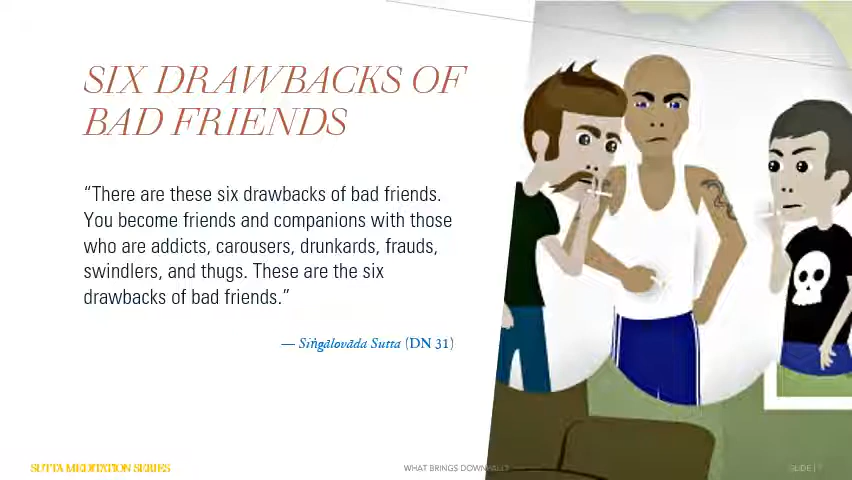 SIX DRAWBACKS OF
BAD FRIENDS
“There are these six drawbacks of bad friends.
You become friends and companions with those
who are addicts, carousers, drunkards, frauds,
swindlers, and thugs. These are the six
drawbacks of bad friends.”
— Siṅgālovāda Sutta (DN 31)
SUTTA MEDITATION SERIES
WHAT BRINGS DOWNFALL?
SLIDE |